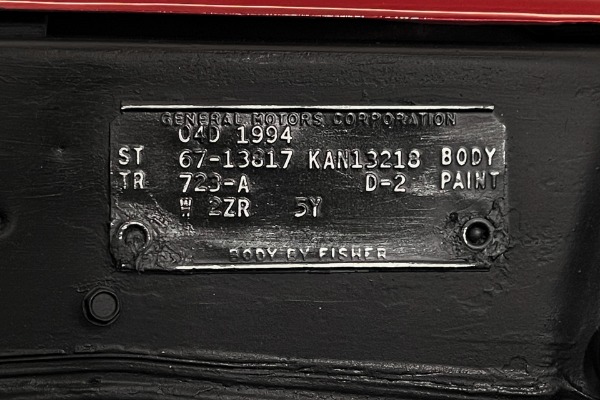 GENERAL MOTORS CORPORATION
04D 1994
ST 67-13817 KAN13218 BODY
TR 723-A D-2 PAINT
W 2ZR 5Y
BODY BY FISHER